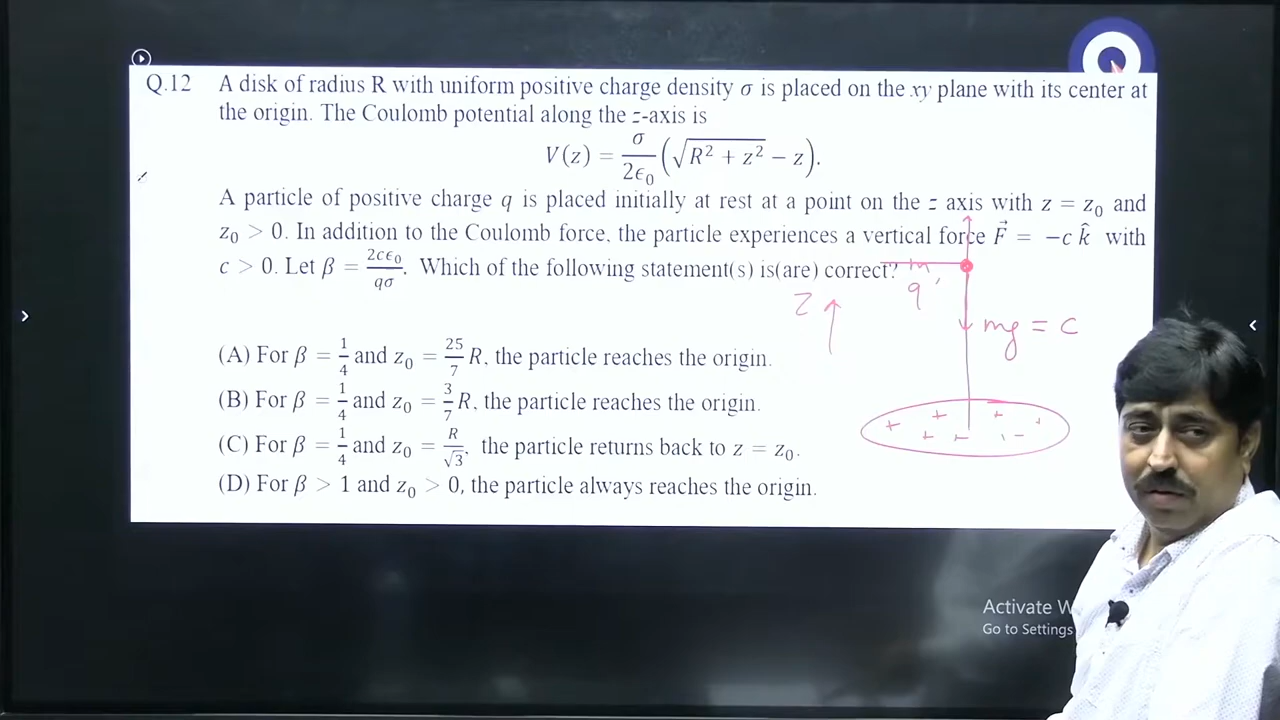 Q.12 A disk of radius R with uniform positive charge density σ is placed on the xy plane with its center at
the origin. The Coulomb potential along the z-axis is
V(z) = σ/2ϵ₀ (√(R² + z²) − z).
A particle of positive charge q is placed initially at rest at a point on the z axis with z = z₀ and
z₀ > 0. In addition to the Coulomb force, the particle experiences a vertical force F⃗ = −c k̂ with
c > 0. Let β = 2cϵ₀/qσ. Which of the following statement(s) is(are) correct?
m, q
z
mg = c
(A) For β = 1/4 and z₀ = 25/7 R, the particle reaches the origin.
(B) For β = 1/4 and z₀ = 3/7 R, the particle reaches the origin.
(C) For β = 1/4 and z₀ = R/√3, the particle returns back to z = z₀.
(D) For β > 1 and z₀ > 0, the particle always reaches the origin.
Activate W
Go to Settings